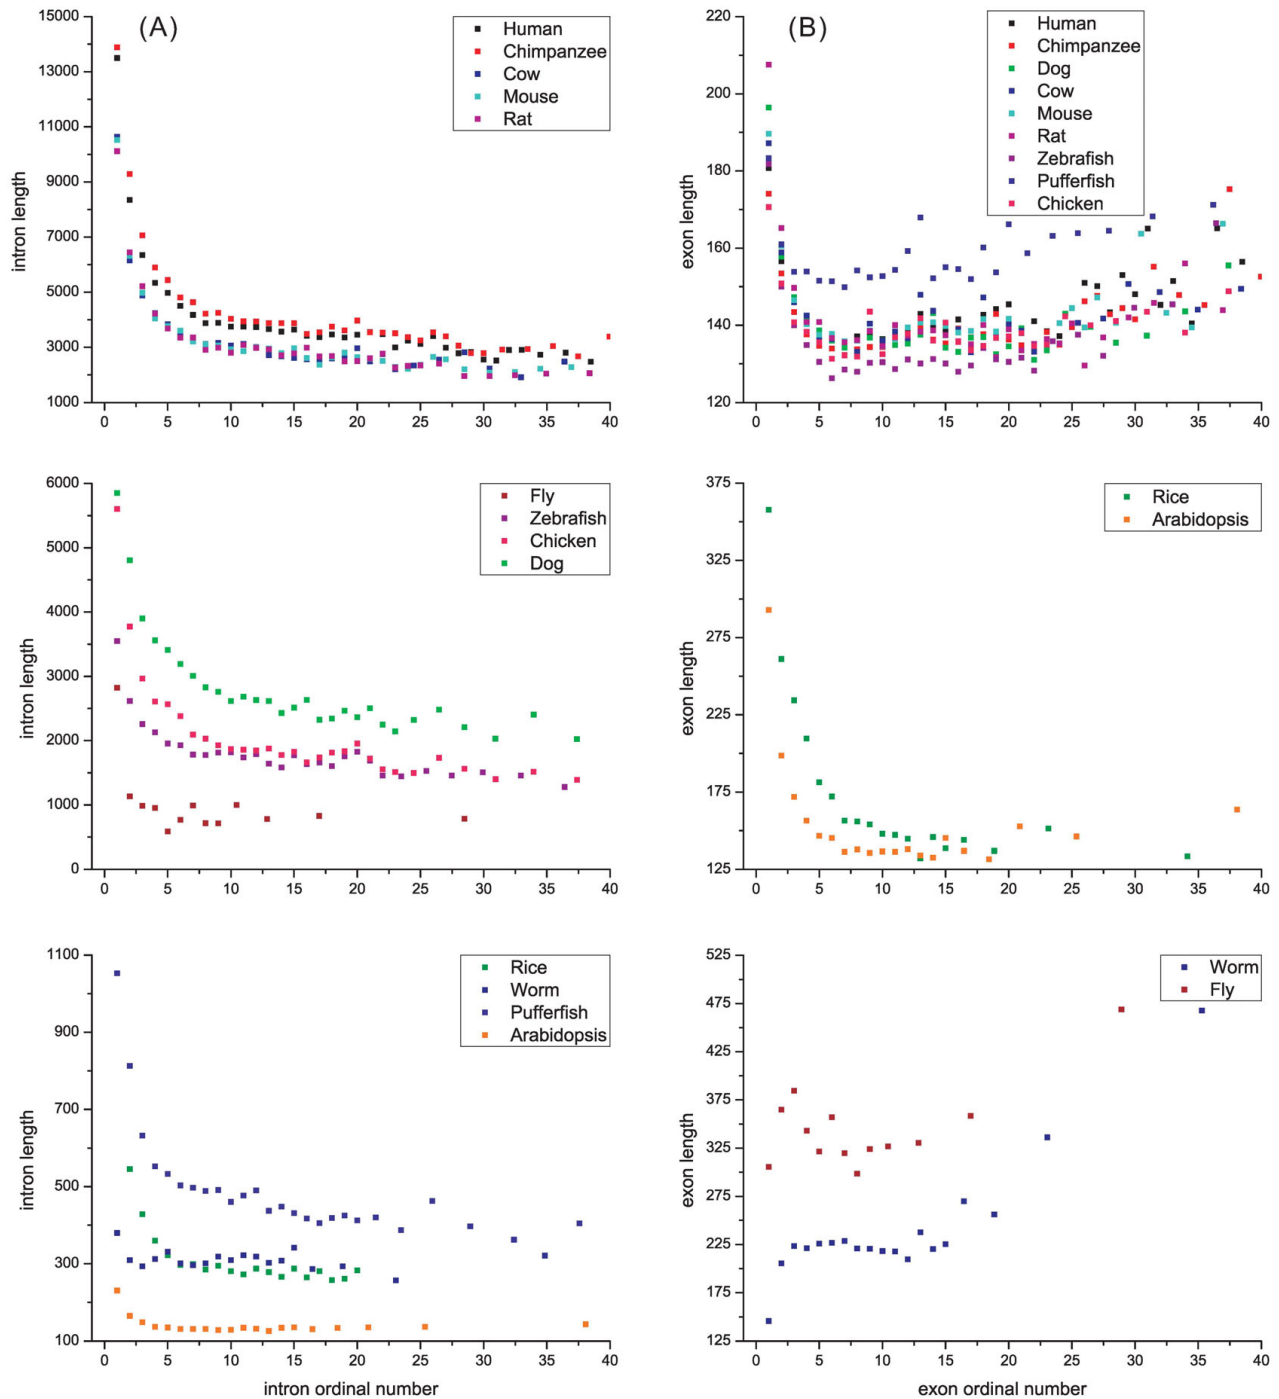 (A)
15000
13000
11000
9000
7000
5000
3000
1000
0 5 10 15 20 25 30 35 40
intron length
Human
Chimpanzee
Cow
Mouse
Rat
(B)
220
200
180
160
140
120
0 5 10 15 20 25 30 35 40
exon length
Human
Chimpanzee
Dog
Cow
Mouse
Rat
Zebrafish
Pufferfish
Chicken
6000
5000
4000
3000
2000
1000
0
0 5 10 15 20 25 30 35 40
intron length
Fly
Zebrafish
Chicken
Dog
375
325
275
225
175
125
0 5 10 15 20 25 30 35 40
exon length
Rice
Arabidopsis
1100
900
700
500
300
100
0 5 10 15 20 25 30 35 40
intron length
Rice
Worm
Pufferfish
Arabidopsis
intron ordinal number
525
475
425
375
325
275
225
175
125
0 5 10 15 20 25 30 35 40
exon length
Worm
Fly
exon ordinal number